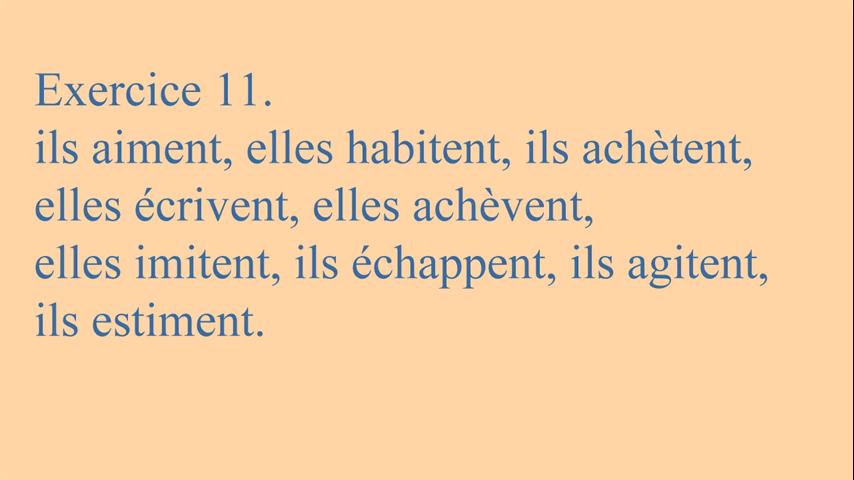 Exercice 11.
ils aiment, elles habitent, ils achètent,
elles écrivent, elles achèvent,
elles imitent, ils échappent, ils agitent,
ils estiment.